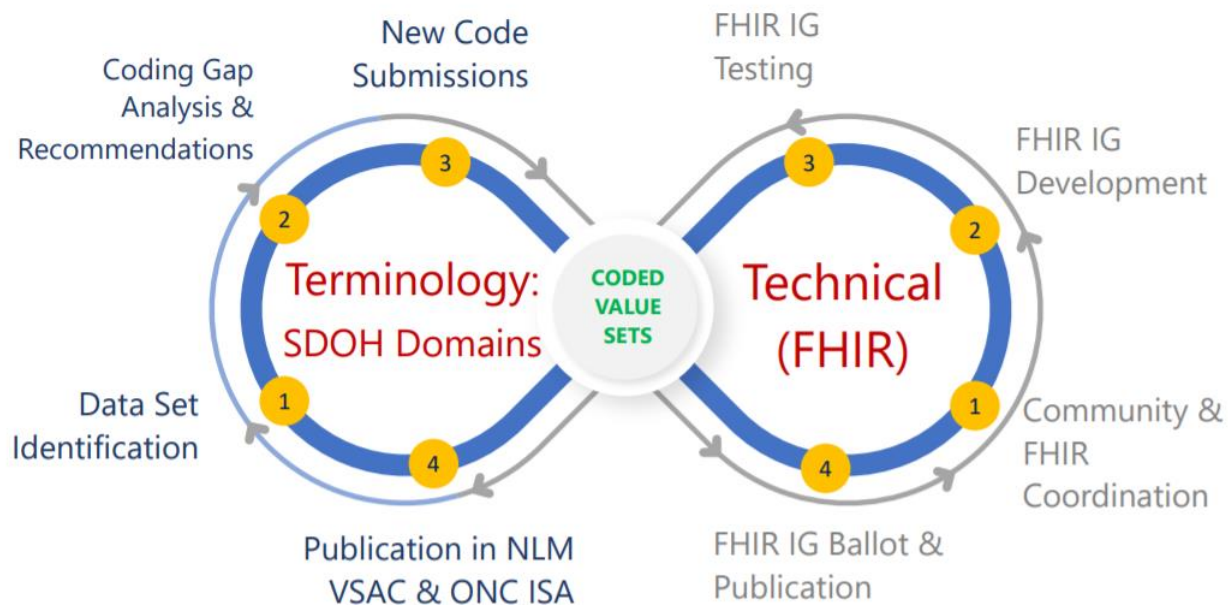 New Code
Submissions
Coding Gap
Analysis &
Recommendations
3
2
Terminology:
SDOH Domains
1
Data Set
Identification
4
Publication in NLM
VSAC & ONC ISA
CODED
VALUE
SETS
FHIR IG
Testing
3
FHIR IG
Development
2
Technical
(FHIR)
1
Community &
FHIR
Coordination
4
FHIR IG Ballot &
Publication